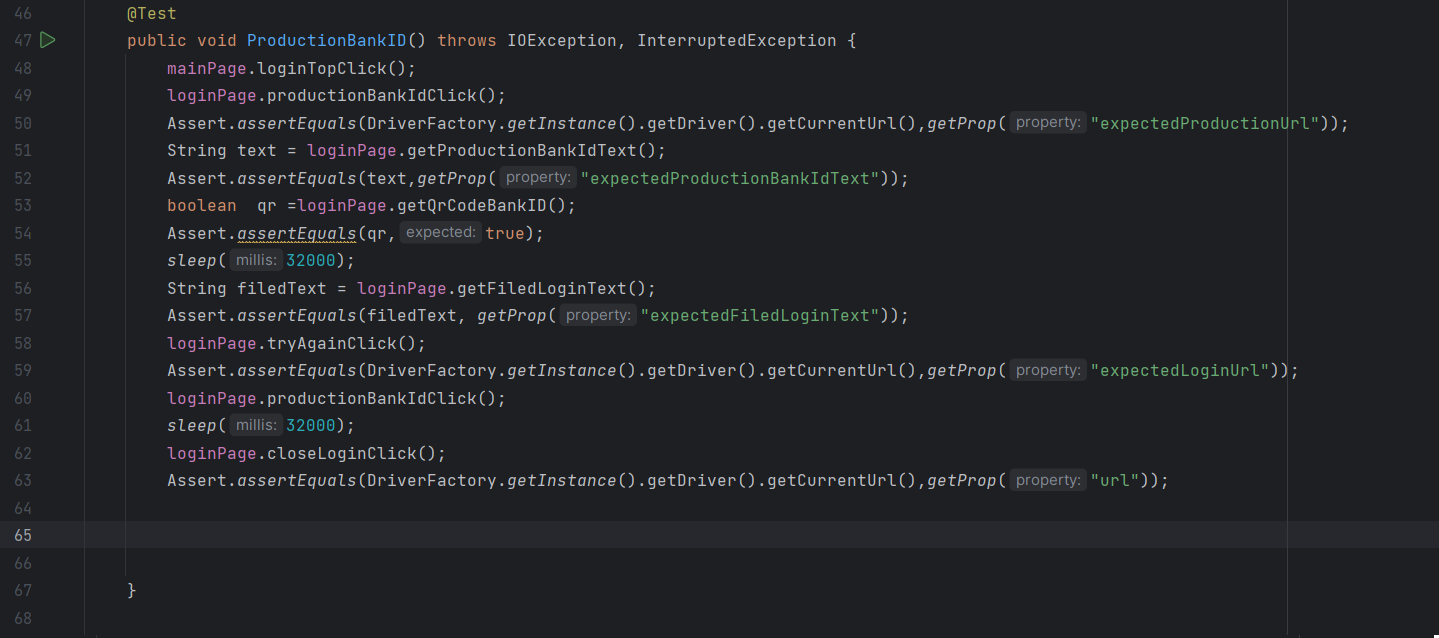 46 @Test
47 public void ProductionBankID() throws IOException, InterruptedException {
48 mainPage.loginTopClick();
49 loginPage.productionBankIdClick();
50 Assert.assertEquals(DriverFactory.getInstance().getDriver().getCurrentUrl(),getProp( property: "expectedProductionUrl"));
51 String text = loginPage.getProductionBankIdText();
52 Assert.assertEquals(text,getProp( property: "expectedProductionBankIdText"));
53 boolean  qr =loginPage.getQrCodeBankID();
54 Assert.assertEquals(qr, expected: true);
55 sleep( millis: 32000);
56 String filedText = loginPage.getFiledLoginText();
57 Assert.assertEquals(filedText, getProp( property: "expectedFiledLoginText"));
58 loginPage.tryAgainClick();
59 Assert.assertEquals(DriverFactory.getInstance().getDriver().getCurrentUrl(),getProp( property: "expectedLoginUrl"));
60 loginPage.productionBankIdClick();
61 sleep( millis: 32000);
62 loginPage.closeLoginClick();
63 Assert.assertEquals(DriverFactory.getInstance().getDriver().getCurrentUrl(),getProp( property: "url"));
64
65
66
67 }
68